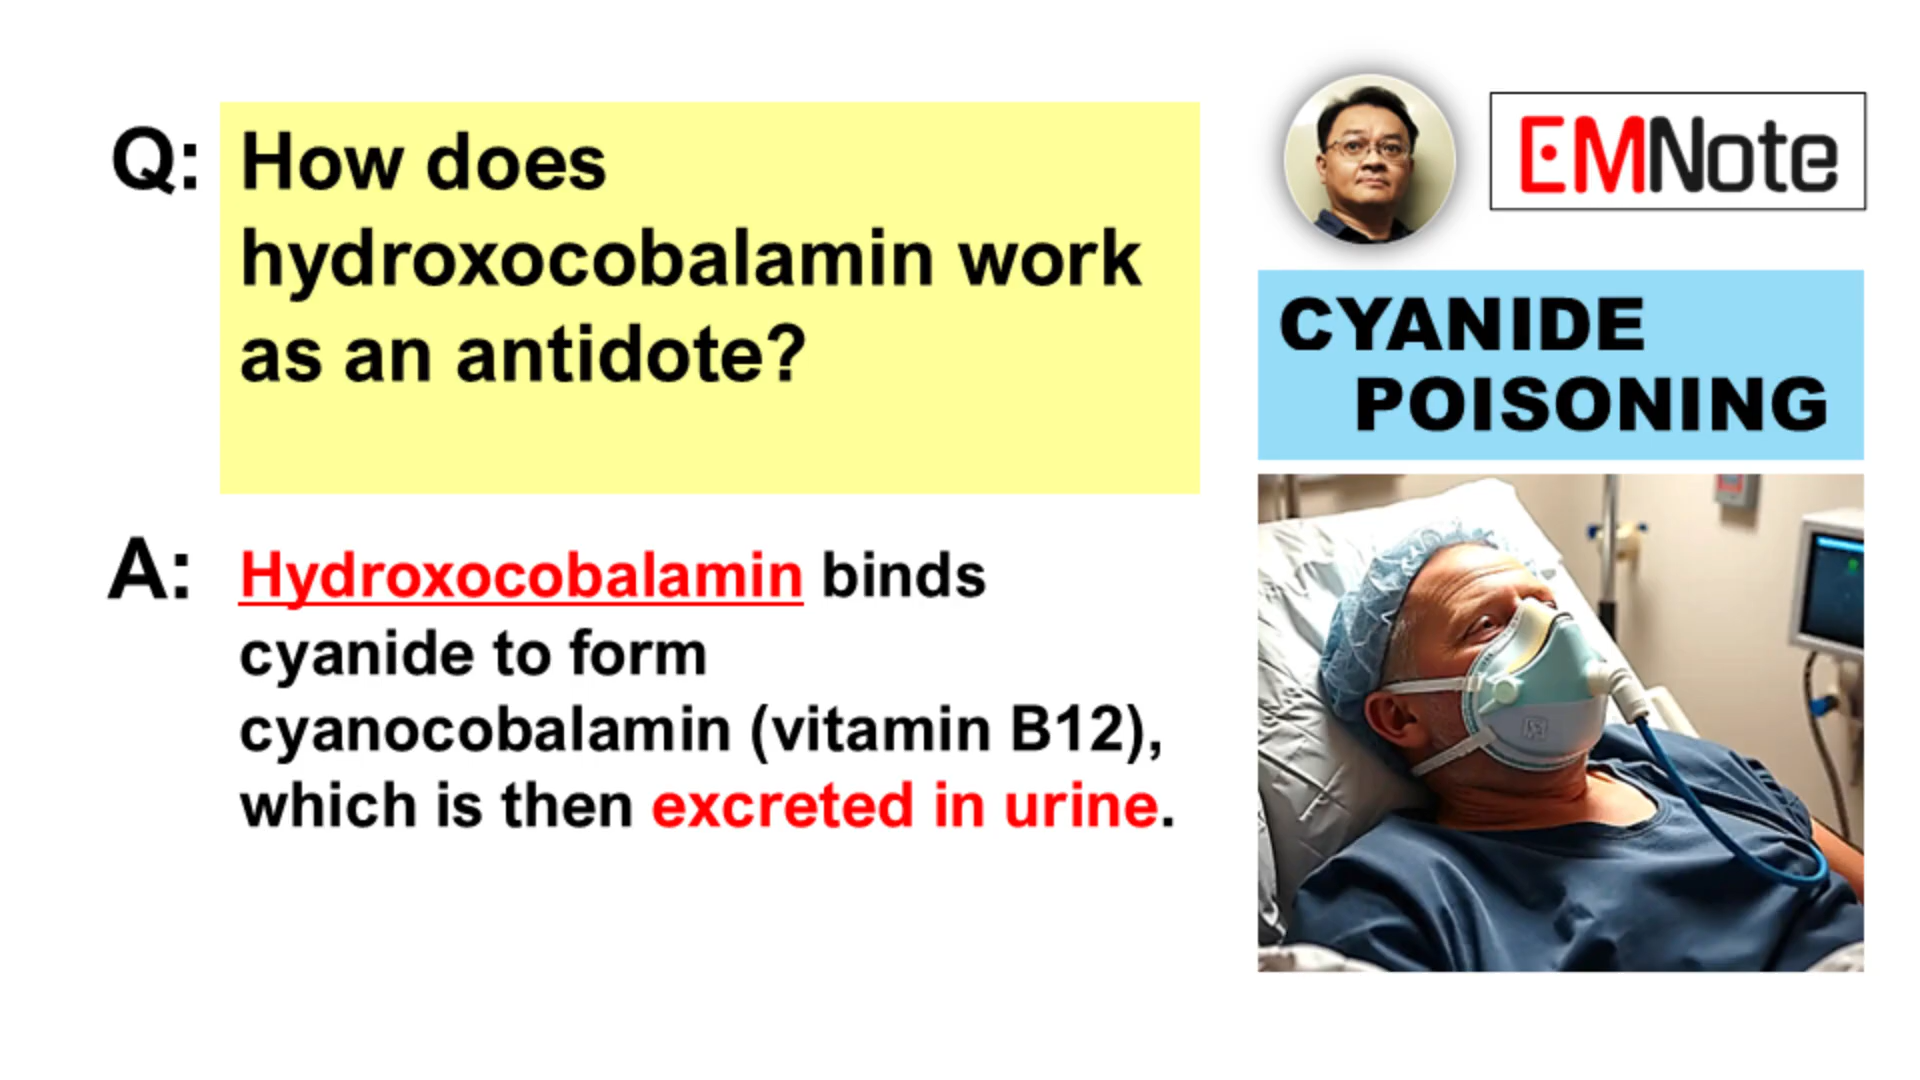 Q: How does
hydroxocobalamin work
as an antidote?
A: Hydroxocobalamin binds
cyanide to form
cyanocobalamin (vitamin B12),
which is then excreted in urine.
EMNote
CYANIDE
POISONING